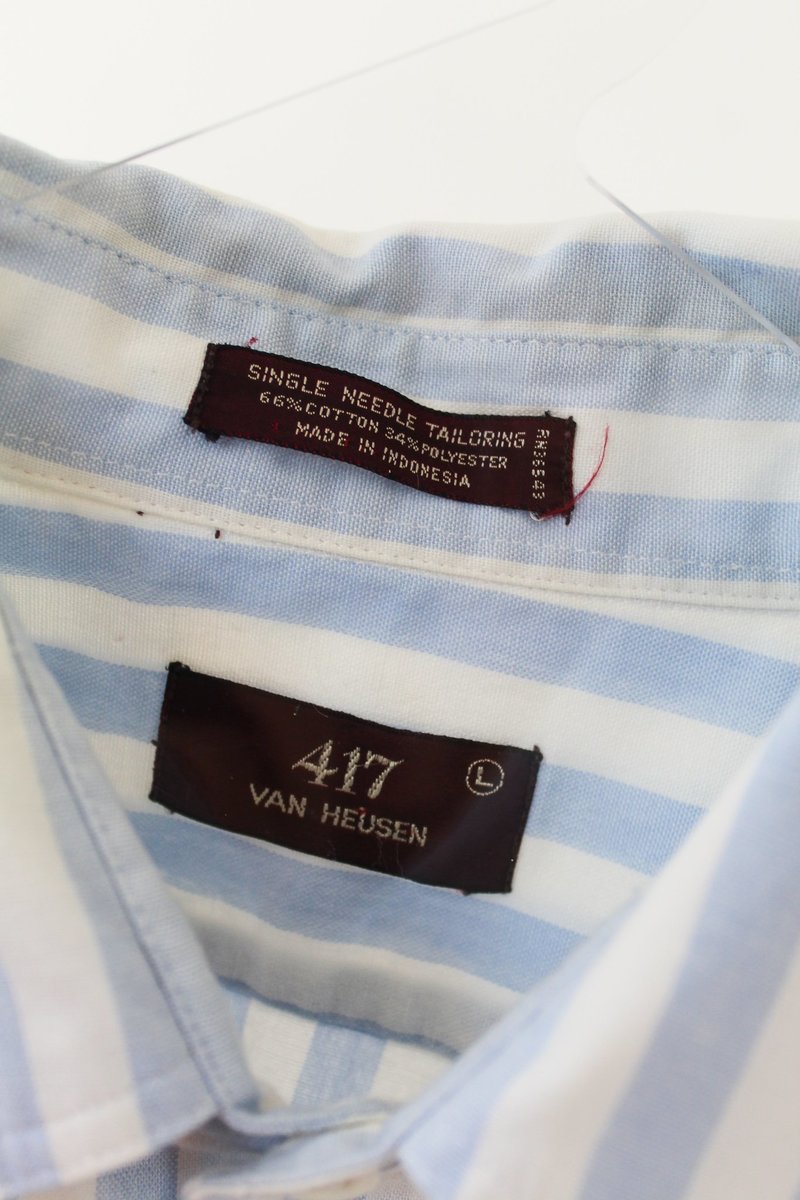 SINGLE NEEDLE TAILORING
66% COTTON 34% POLYESTER
MADE IN INDONESIA
RN36543
417
VAN HEUSEN
L